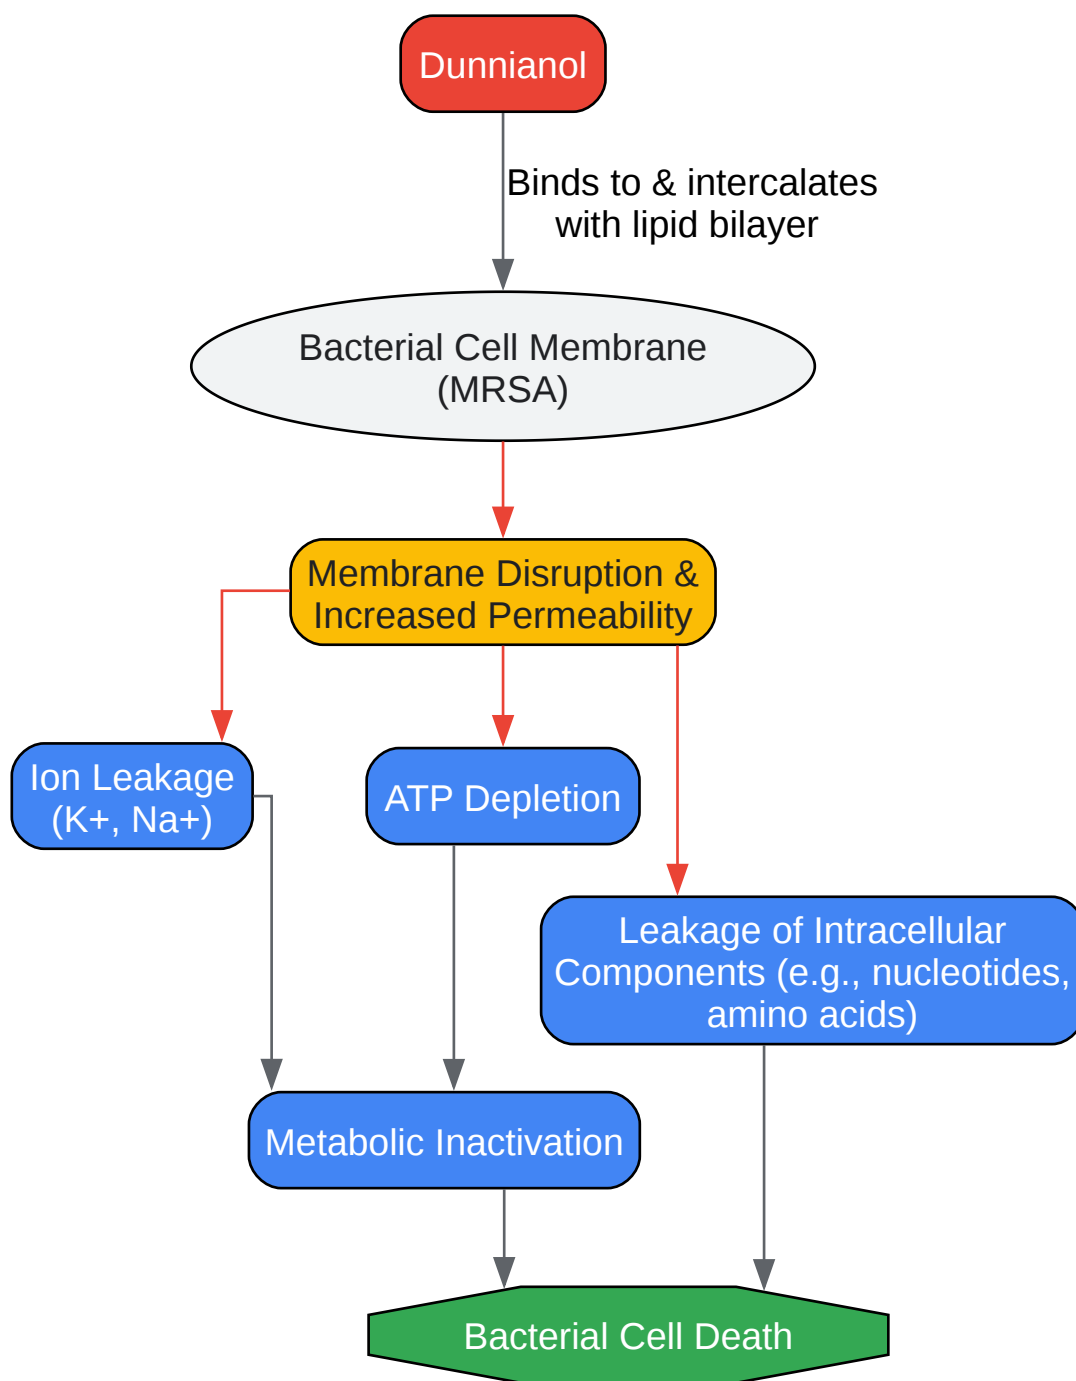 Dunnianol
Binds to & intercalates
with lipid bilayer
Bacterial Cell Membrane
(MRSA)
Membrane Disruption &
Increased Permeability
Ion Leakage
(K+, Na+)
ATP Depletion
Leakage of Intracellular
Components (e.g., nucleotides,
amino acids)
Metabolic Inactivation
Bacterial Cell Death